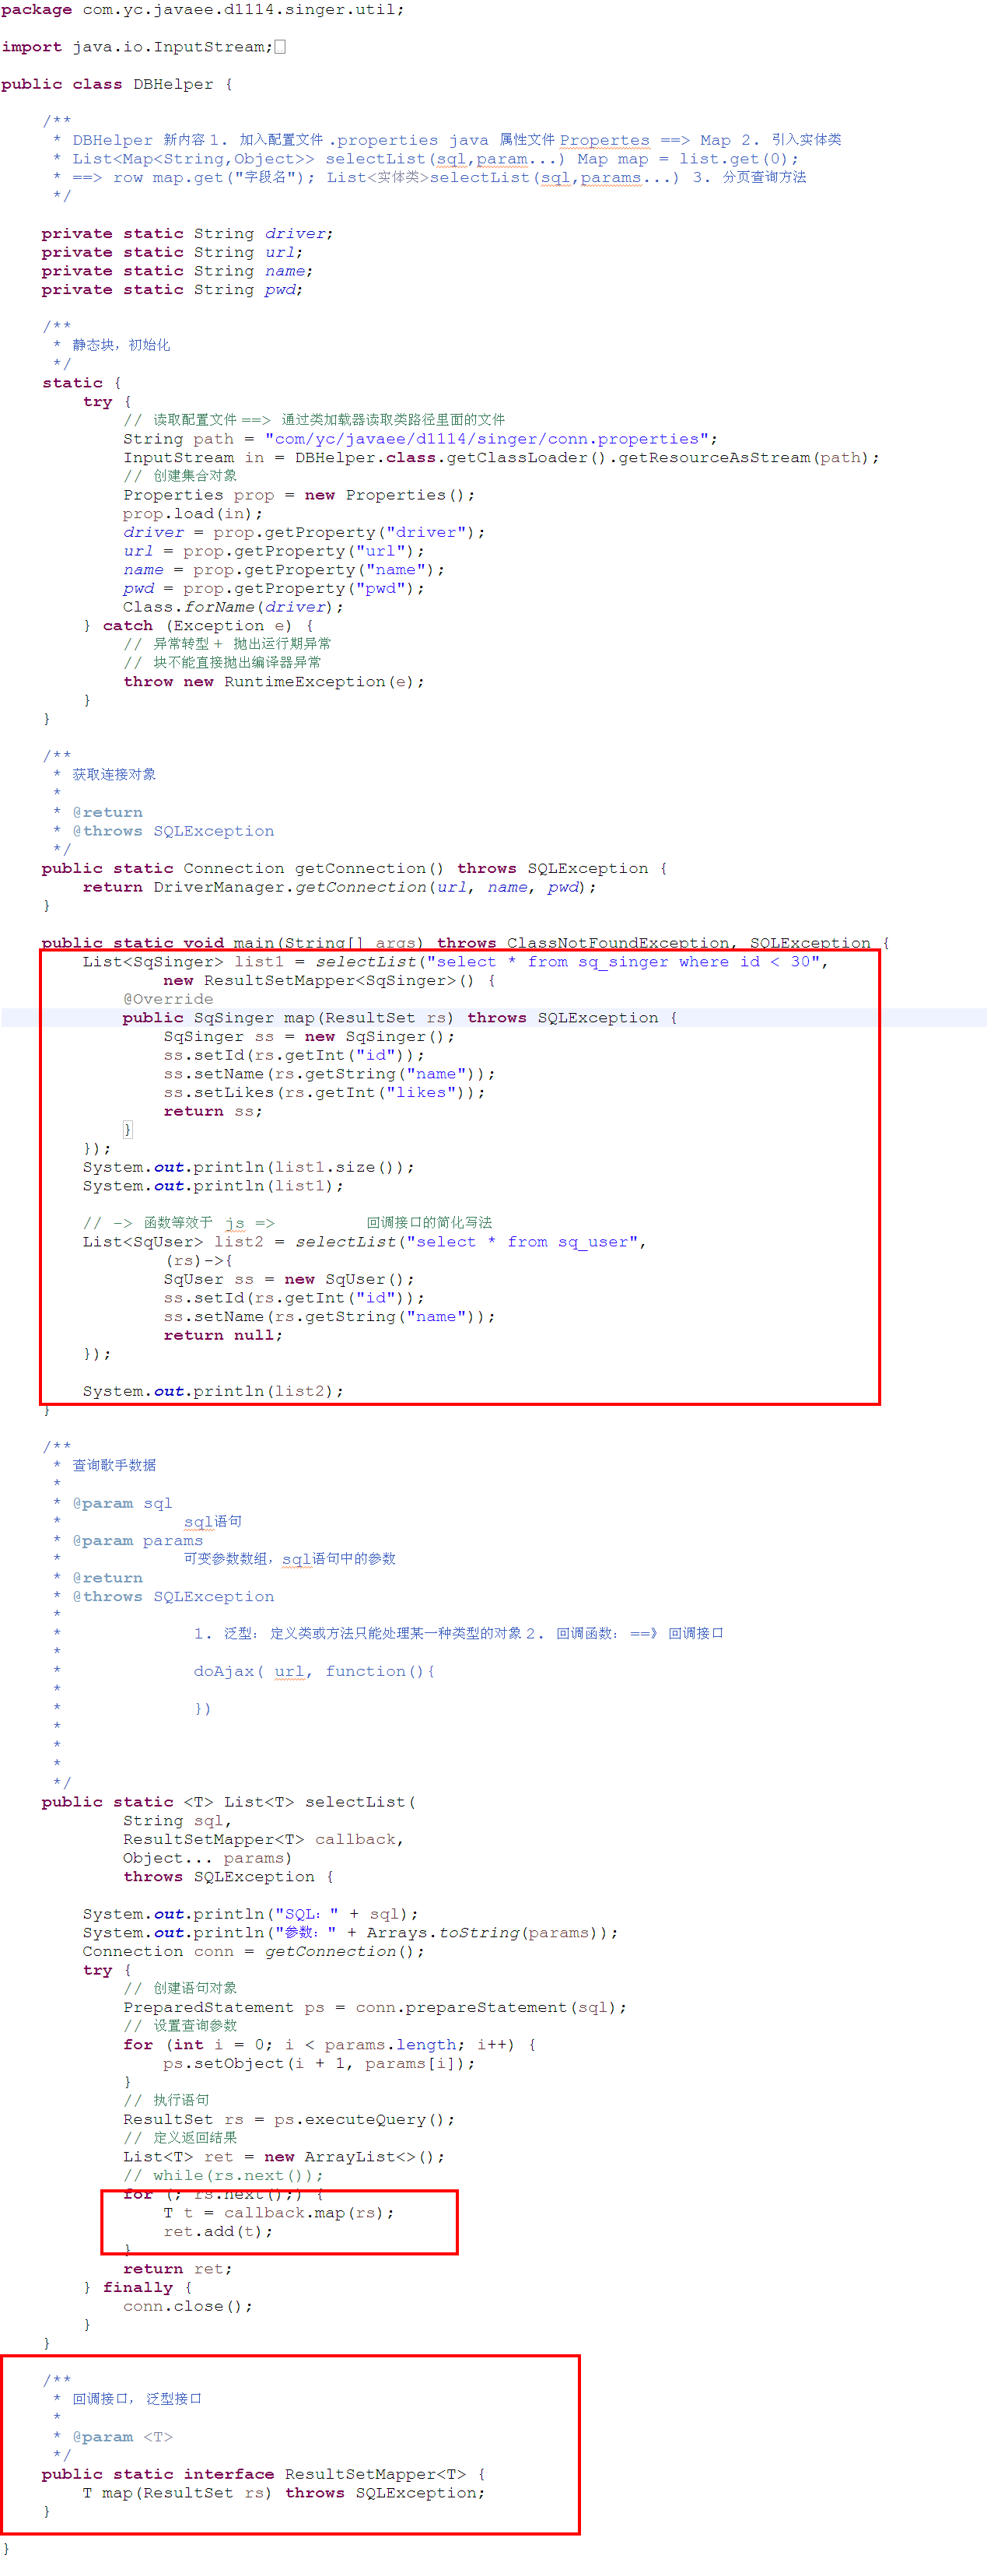 package com.yc.javaee.d1114.singer.util;
import java.io.InputStream;
public class DBHelper {
/**
* DBHelper 新内容 1. 加入配置文件 .properties java 属性文件 Propertes ==> Map 2. 引入实体类
* List<Map<String,Object>> selectList(sql,param...) Map map = list.get(0);
* ==> row map.get("字段名"); List<实体类>selectList(sql,params...) 3. 分页查询方法
*/
private static String driver;
private static String url;
private static String name;
private static String pwd;
/**
* 静态块，初始化
*/
static {
try {
// 读取配置文件 ==> 通过类加载器读取类路径里面的文件
String path = "com/yc/javaee/d1114/singer/conn.properties";
InputStream in = DBHelper.class.getClassLoader().getResourceAsStream(path);
// 创建集合对象
Properties prop = new Properties();
prop.load(in);
driver = prop.getProperty("driver");
url = prop.getProperty("url");
name = prop.getProperty("name");
pwd = prop.getProperty("pwd");
Class.forName(driver);
} catch (Exception e) {
// 异常转型 + 抛出运行期异常
// 块不能直接抛出编译器异常
throw new RuntimeException(e);
}
}
/**
* 获取连接对象
*
* @return
* @throws SQLException
*/
public static Connection getConnection() throws SQLException {
return DriverManager.getConnection(url, name, pwd);
}
public static void main(String[] args) throws ClassNotFoundException, SQLException {
List<SqSinger> list1 = selectList("select * from sq_singer where id < 30",
new ResultSetMapper<SqSinger>() {
@Override
public SqSinger map(ResultSet rs) throws SQLException {
SqSinger ss = new SqSinger();
ss.setId(rs.getInt("id"));
ss.setName(rs.getString("name"));
ss.setLikes(rs.getInt("likes"));
return ss;
}
});
System.out.println(list1.size());
System.out.println(list1);
// -> 函数等效于 js => 回调接口的简化写法
List<SqUser> list2 = selectList("select * from sq_user",
(rs)->{
SqUser ss = new SqUser();
ss.setId(rs.getInt("id"));
ss.setName(rs.getString("name"));
return null;
});
System.out.println(list2);
}
/**
* 查询歌手数据
*
* @param sql
* sql语句
* @param params
* 可变参数数组，sql语句中的参数
* @return
* @throws SQLException
*
* 1. 泛型： 定义类或方法只能处理某一种类型的对象 2. 回调函数： ==》 回调接口
*
* doAjax( url, function(){
*
* })
*
*
*
*/
public static <T> List<T> selectList(
String sql,
ResultSetMapper<T> callback,
Object... params)
throws SQLException {
System.out.println("SQL：" + sql);
System.out.println("参数：" + Arrays.toString(params));
Connection conn = getConnection();
try {
// 创建语句对象
PreparedStatement ps = conn.prepareStatement(sql);
// 设置查询参数
for (int i = 0; i < params.length; i++) {
ps.setObject(i + 1, params[i]);
}
// 执行语句
ResultSet rs = ps.executeQuery();
// 定义返回结果
List<T> ret = new ArrayList<>();
// while(rs.next());
for (; rs.next();) {
T t = callback.map(rs);
ret.add(t);
}
return ret;
} finally {
conn.close();
}
}
/**
* 回调接口， 泛型接口
*
* @param <T>
*/
public static interface ResultSetMapper<T> {
T map(ResultSet rs) throws SQLException;
}
}